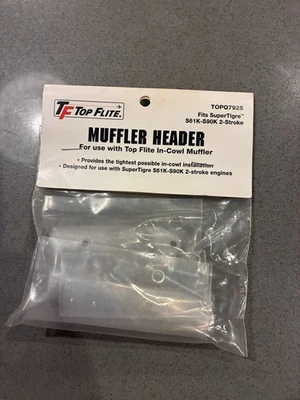 TOPQ7925
TF TOP FLITE®
Fits SuperTigre
S61K-S90K 2-Stroke
MUFFLER HEADER
For use with Top Flite In-Cowl Muffler
• Provides the tightest possible in-cowl installation
• Designed for use with SuperTigre S61K-S90K 2-stroke engines